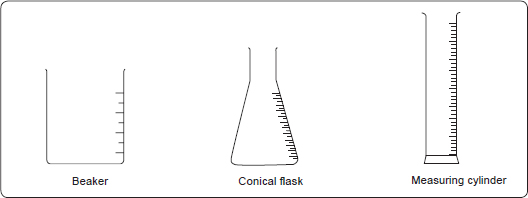 Beaker
Conical flask
Measuring cylinder